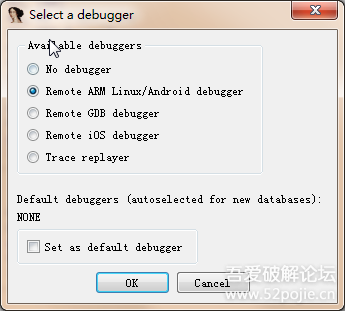 Select a debugger
Available debuggers
No debugger
Remote ARM Linux/Android debugger
Remote GDB debugger
Remote iOS debugger
Trace replayer
Default debuggers (autoselected for new databases):
NONE
Set as default debugger
OK
Cancel
吾爱破解论坛
www.52pojie.cn